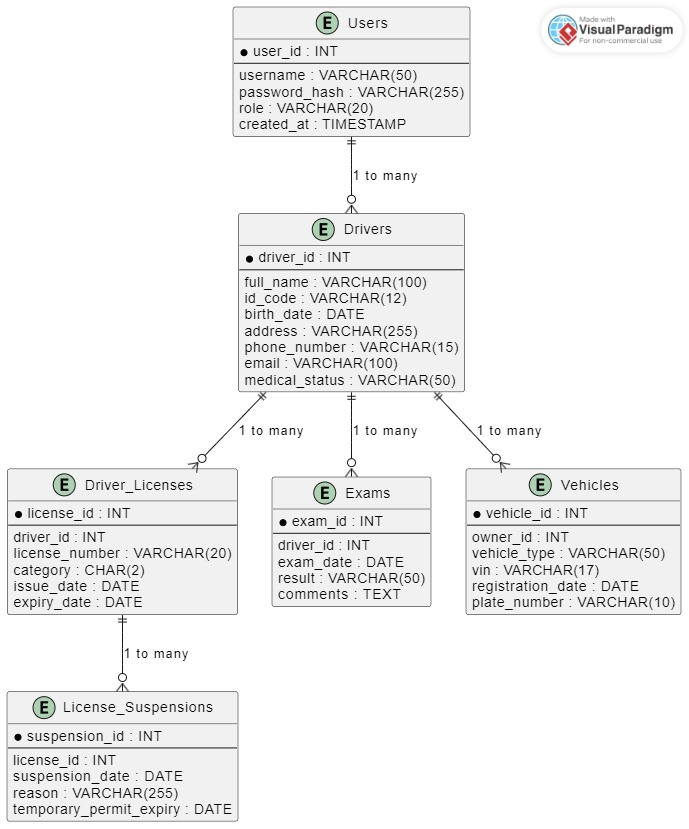 E Users
user_id : INT
username : VARCHAR(50)
password_hash : VARCHAR(255)
role : VARCHAR(20)
created_at : TIMESTAMP
Made with
Visual Paradigm
For non-commercial use
1 to many
E Drivers
driver_id : INT
full_name : VARCHAR(100)
id_code : VARCHAR(12)
birth_date : DATE
address : VARCHAR(255)
phone_number : VARCHAR(15)
email : VARCHAR(100)
medical_status : VARCHAR(50)
1 to many
1 to many
1 to many
E Driver_Licenses
license_id : INT
driver_id : INT
license_number : VARCHAR(20)
category : CHAR(2)
issue_date : DATE
expiry_date : DATE
E Exams
exam_id : INT
driver_id : INT
exam_date : DATE
result : VARCHAR(50)
comments : TEXT
E Vehicles
vehicle_id : INT
owner_id : INT
vehicle_type : VARCHAR(50)
vin : VARCHAR(17)
registration_date : DATE
plate_number : VARCHAR(10)
1 to many
E License_Suspensions
suspension_id : INT
license_id : INT
suspension_date : DATE
reason : VARCHAR(255)
temporary_permit_expiry : DATE